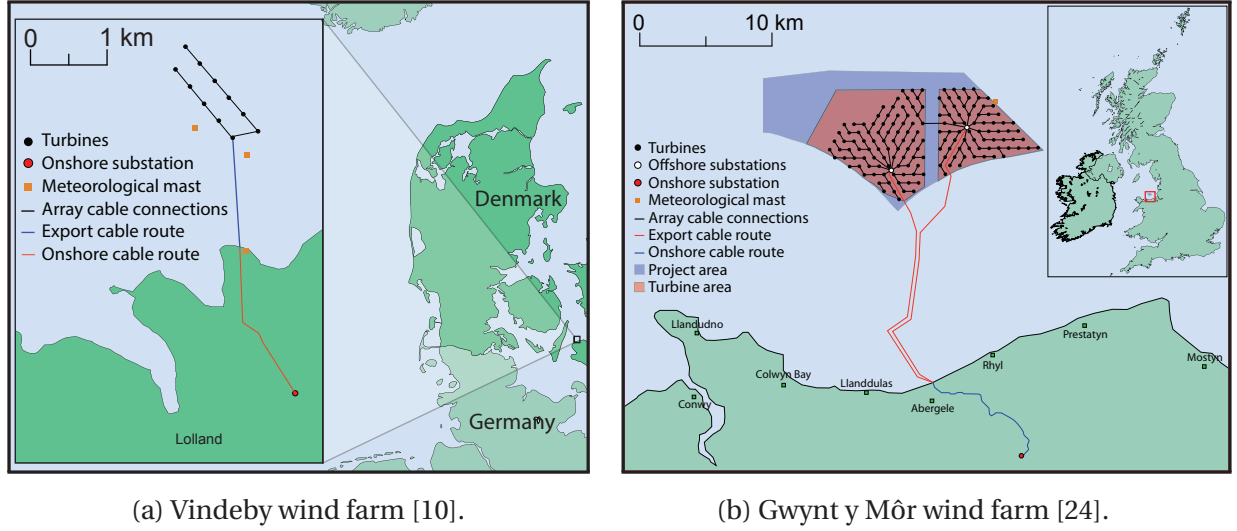 0 1 km
Turbines
Onshore substation
Meteorological mast
Array cable connections
Export cable route
Onshore cable route
Lolland
Denmark
Germany
(a) Vindeby wind farm [10].
0 10 km
Turbines
Offshore substations
Onshore substation
Meteorological mast
Array cable connections
Export cable route
Onshore cable route
Project area
Turbine area
Llandudno
Prestatyn
Rhyl
Mostyn
Colwyn Bay
Llanddulas
Conwy
Abergele
(b) Gwynt y Môr wind farm [24].